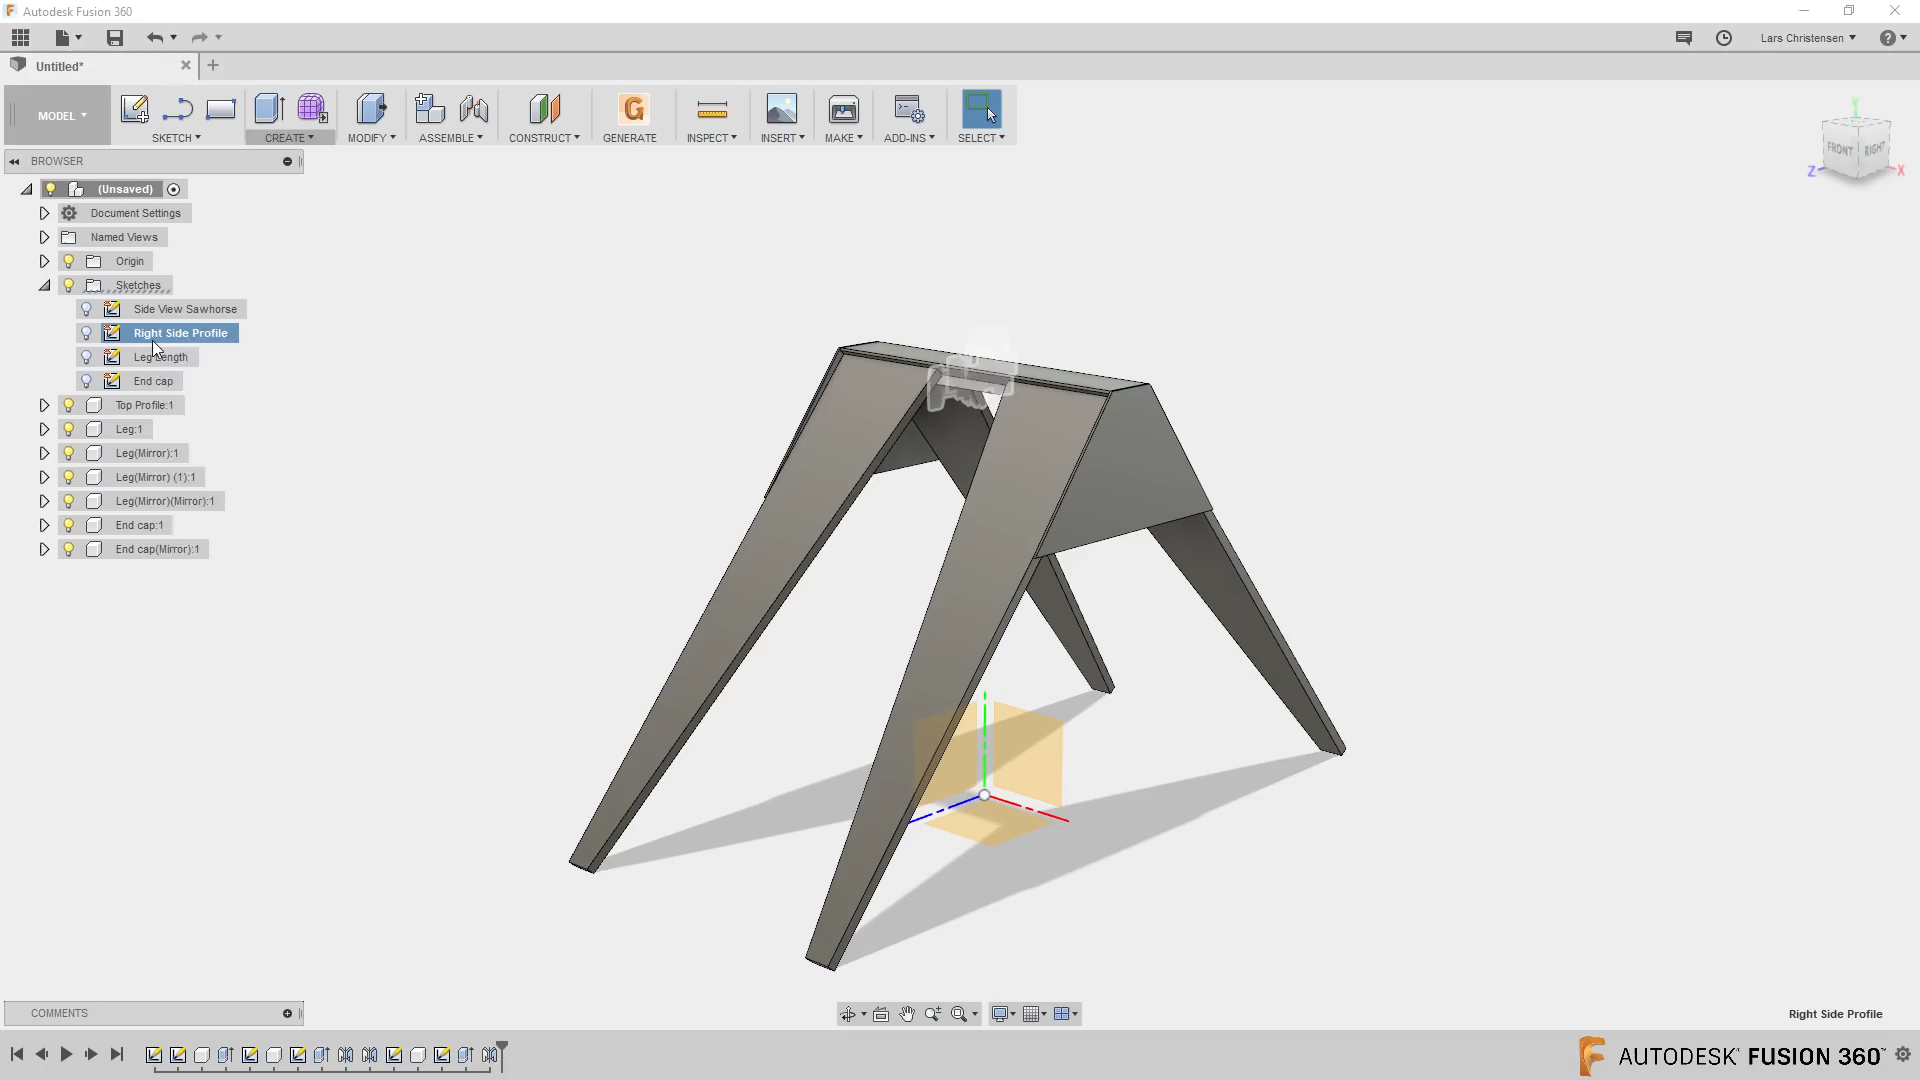 Autodesk Fusion 360
Lars Christensen
Untitled*
MODEL
SKETCH
CREATE
MODIFY
ASSEMBLE
CONSTRUCT
GENERATE
INSPECT
INSERT
MAKE
ADD-INS
SELECT
BROWSER
(Unsaved)
Document Settings
Named Views
Origin
Sketches
Side View Sawhorse
Right Side Profile
Leg Length
End cap
Top Profile:1
Leg:1
Leg(Mirror):1
Leg(Mirror) (1):1
Leg(Mirror)(Mirror):1
End cap:1
End cap(Mirror):1
Y
FRONT
RIGHT
Z
X
COMMENTS
Right Side Profile
AUTODESK® FUSION 360™